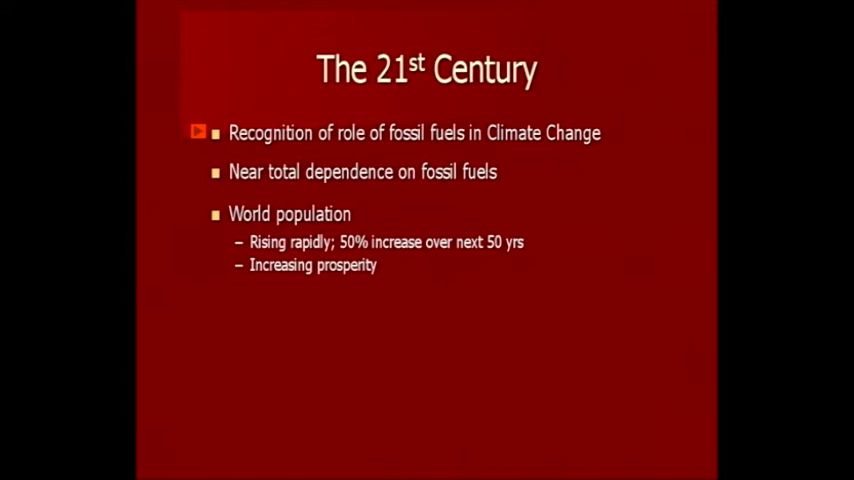 The 21st Century
Recognition of role of fossil fuels in Climate Change
Near total dependence on fossil fuels
World population
– Rising rapidly; 50% increase over next 50 yrs
– Increasing prosperity